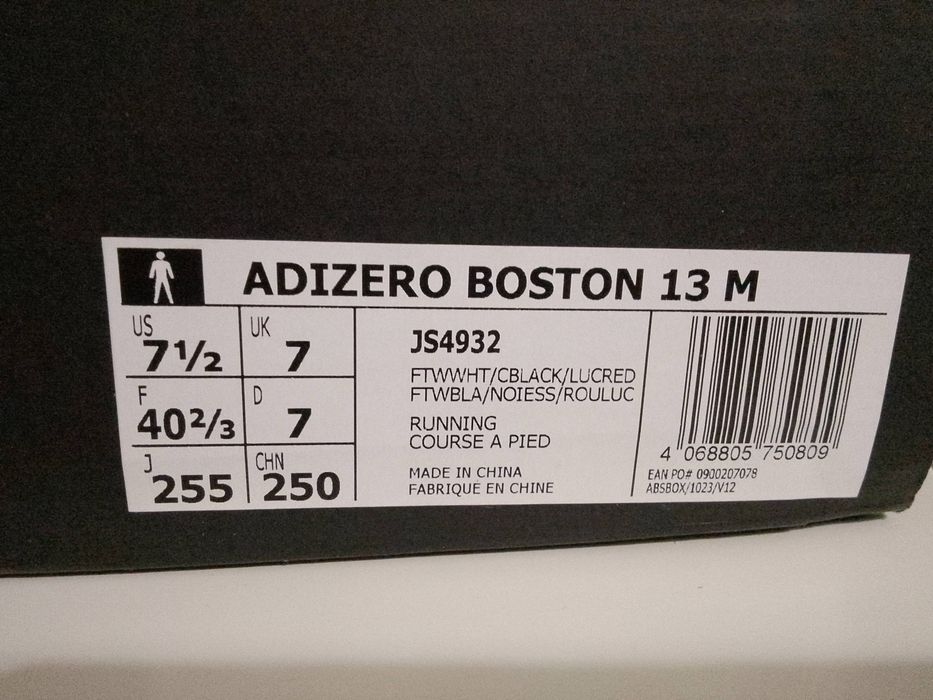 ADIZERO BOSTON 13 M
US
7½
UK
7
F
40⅔
D
7
J
255
CHN
250
JS4932
FTWWHT/CBLACK/LUCRED
FTWBLA/NOIESS/ROULUC
RUNNING
COURSE A PIED
MADE IN CHINA
FABRIQUÉ EN CHINE
4 068805 750809
EAN PO# 0900207078
ABSBOX/1023/V12